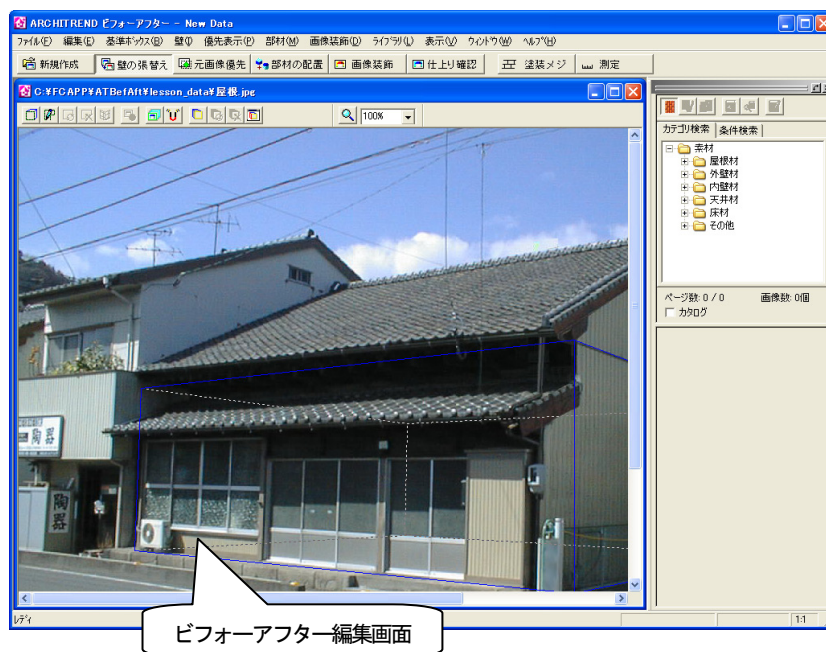 ARCHITREND ビフォーアフター - New Data
ファイル(F) 編集(E) 基準ボックス(B) 壁(I) 優先表示(P) 部材(M) 画像装飾(D) ライブラリ(L) 表示(V) ウィンドウ(W) ヘルプ(H)
新規作成 壁の張替え 元画像優先 部材の配置 画像装飾 仕上り確認 塗装メジ 測定
C:¥FCAPP¥ATBefAft¥lesson_data¥屋根.jpg
100%
カテゴリ検索 条件検索
素材
屋根材
外壁材
内壁材
天井材
床材
その他
ページ数: 0 / 0 画像数: 0個
カタログ
陶器
陶器
ビフォーアフター編集画面
レディ 1:1